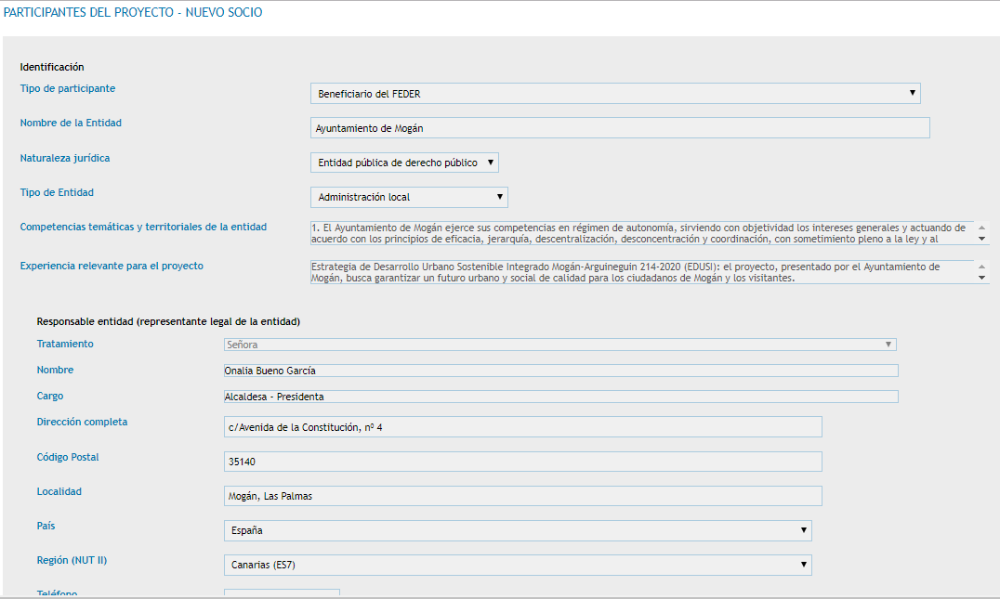 PARTICIPANTES DEL PROYECTO - NUEVO SOCIO
Identificación
Tipo de participante
Beneficiario del FEDER
Nombre de la Entidad
Ayuntamiento de Mogán
Naturaleza jurídica
Entidad pública de derecho público
Tipo de Entidad
Administración local
Competencias temáticas y territoriales de la entidad
1. El Ayuntamiento de Mogán ejerce sus competencias en régimen de autonomía, sirviendo con objetividad los intereses generales y actuando de
acuerdo con los principios de eficacia, jerarquía, descentralización, desconcentración y coordinación, con sometimiento pleno a la ley y al
Experiencia relevante para el proyecto
Estrategia de Desarrollo Urbano Sostenible Integrado Mogán-Arguineguin 214-2020 (EDUSI): el proyecto, presentado por el Ayuntamiento de
Mogán, busca garantizar un futuro urbano y social de calidad para los ciudadanos de Mogán y los visitantes.
Responsable entidad (representante legal de la entidad)
Tratamiento
Señora
Nombre
Onalia Bueno García
Cargo
Alcaldesa - Presidenta
Dirección completa
c/Avenida de la Constitución, nº 4
Código Postal
35140
Localidad
Mogán, Las Palmas
País
España
Región (NUT II)
Canarias (ES7)
Teléfono